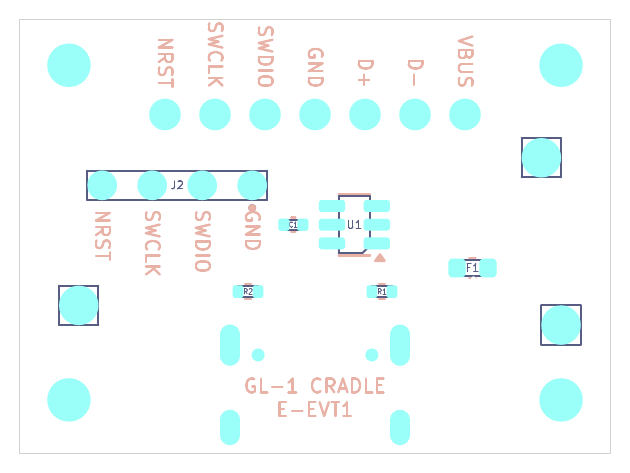 NRST
SWCLK
SWDIO
GND
D+
D-
VBUS
J2
NRST
SWCLK
SWDIO
GND
C1
U1
F1
R2
R1
GL-1 CRADLE
E-EVT1